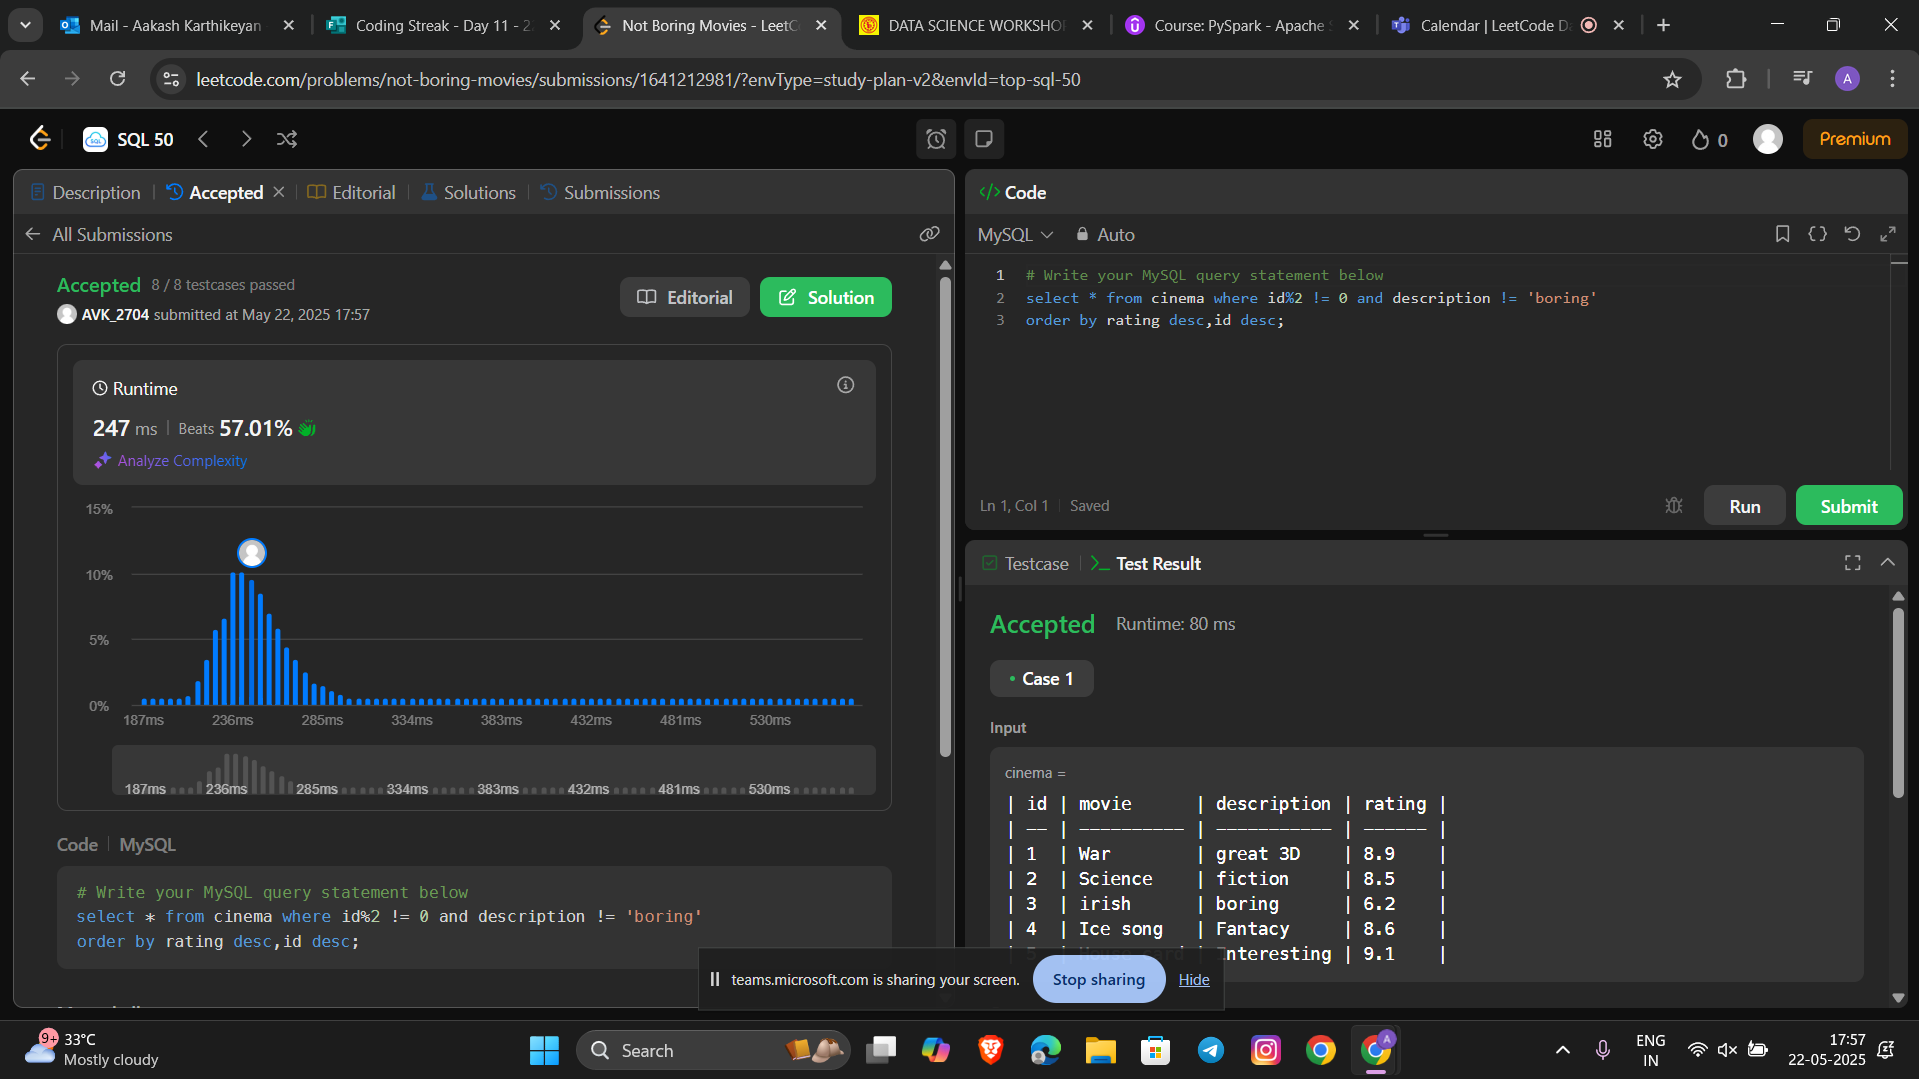 Mail - Aakash Karthikeyan
Coding Streak - Day 11 - 2
Not Boring Movies - LeetC
DATA SCIENCE WORKSHO
Course: PySpark - Apache
Calendar | LeetCode D
leetcode.com/problems/not-boring-movies/submissions/1641212981/?envType=study-plan-v2&envId=top-sql-50
A
SQL 50
0
Premium
Description
Accepted
Editorial
Solutions
Submissions
All Submissions
Accepted 8 / 8 testcases passed
AVK_2704 submitted at May 22, 2025 17:57
Editorial
Solution
Runtime
247 ms | Beats 57.01%
Analyze Complexity
15%
10%
5%
0%
187ms 236ms 285ms 334ms 383ms 432ms 481ms 530ms
187ms 236ms 285ms 334ms 383ms 432ms 481ms 530ms
Code | MySQL
# Write your MySQL query statement below
select * from cinema where id%2 != 0 and description != 'boring'
order by rating desc,id desc;
</> Code
MySQL
Auto
1 # Write your MySQL query statement below
2 select * from cinema where id%2 != 0 and description != 'boring'
3 order by rating desc,id desc;
Ln 1, Col 1 | Saved
Run
Submit
Testcase
>_ Test Result
Accepted Runtime: 80 ms
• Case 1
Input
cinema =
| id | movie | description | rating |
| -- | ---------- | ----------- | ------ |
| 1 | War | great 3D | 8.9 |
| 2 | Science | fiction | 8.5 |
| 3 | irish | boring | 6.2 |
| 4 | Ice song | Fantacy | 8.6 |
| 5 | House card | Interesting | 9.1 |
teams.microsoft.com is sharing your screen.
Stop sharing
Hide
9+
33°C
Mostly cloudy
Search
A
ENG
IN
17:57
22-05-2025